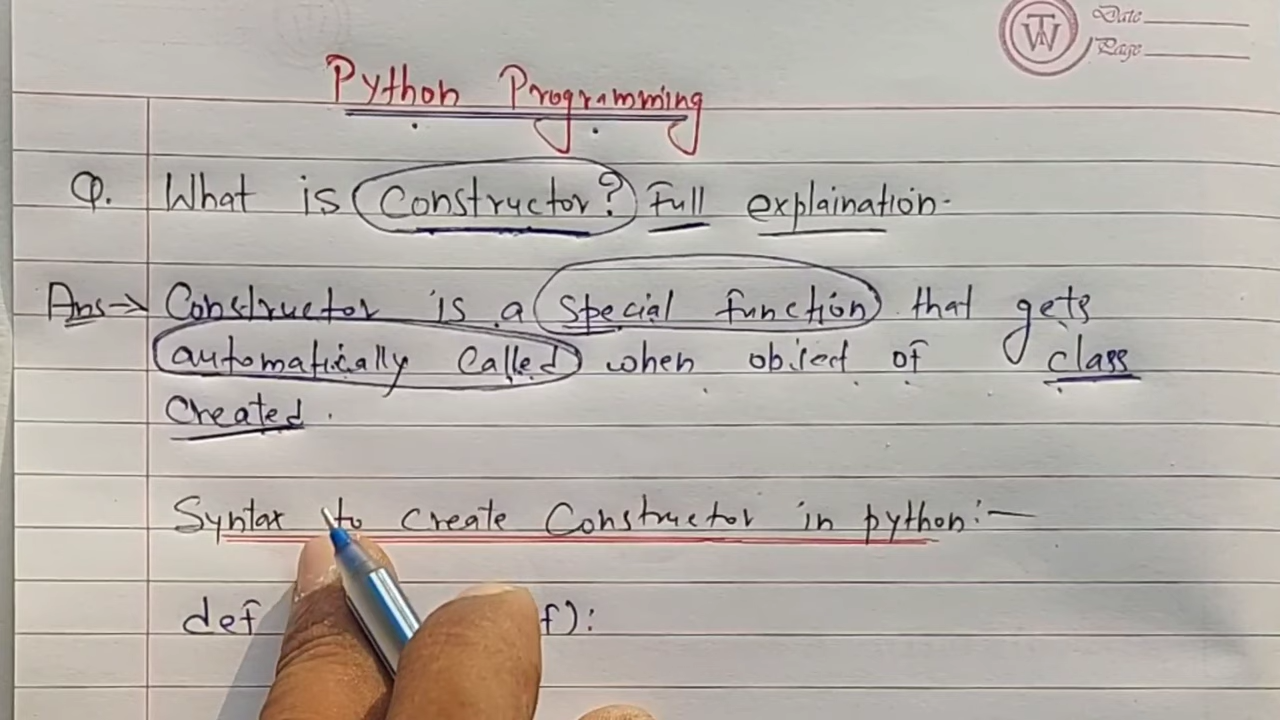 Date
Page
Python Programming
Q. What is Constructor? Full explaination.
Ans→ Constructor is a special function that gets
automatically called when object of class
created.
Syntax to create Constructor in python:-
def f):